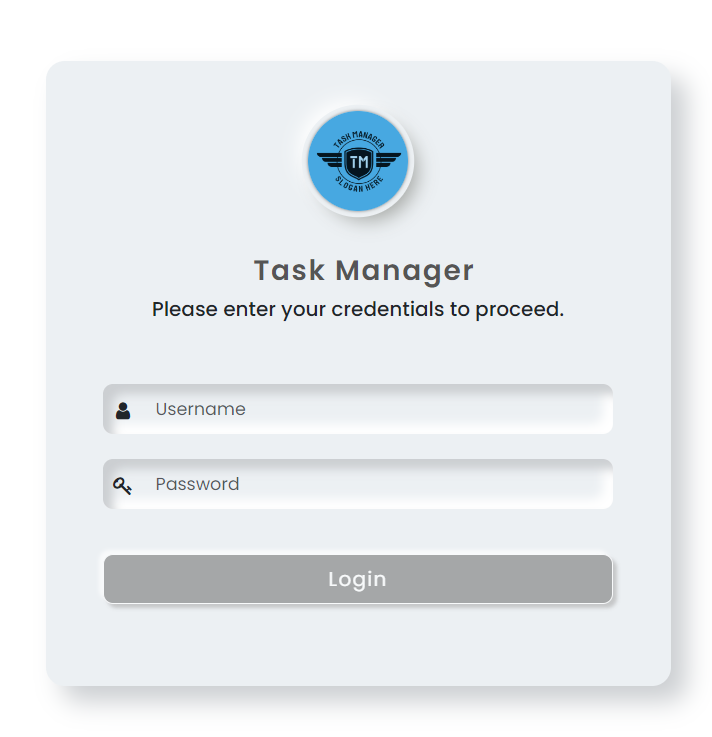 TASK MANAGER
TM
SLOGAN HERE
Task Manager
Please enter your credentials to proceed.
Username
Password
Login